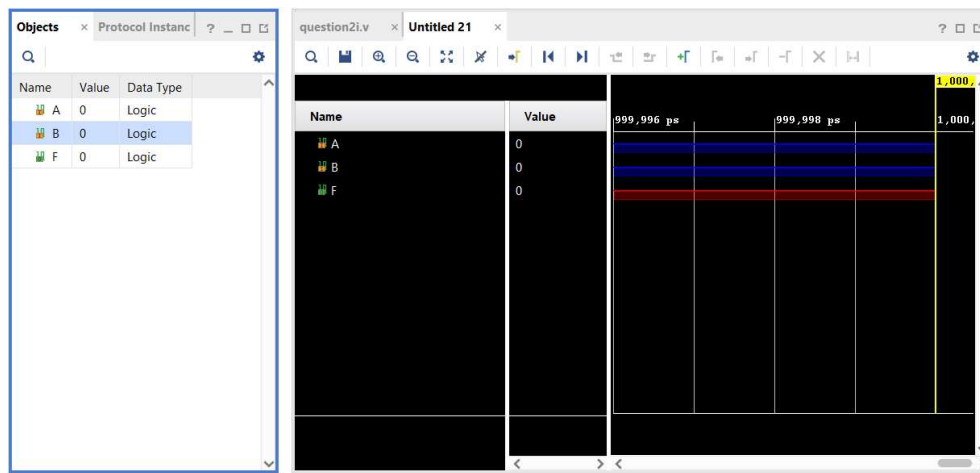 Objects × Protocol Instanc ? _
Name Value Data Type
A 0 Logic
B 0 Logic
F 0 Logic
question2i.v × Untitled 21 × ?
1,000,
Name Value 999,996 ps 999,998 ps 1,000,
A 0
B 0
F 0